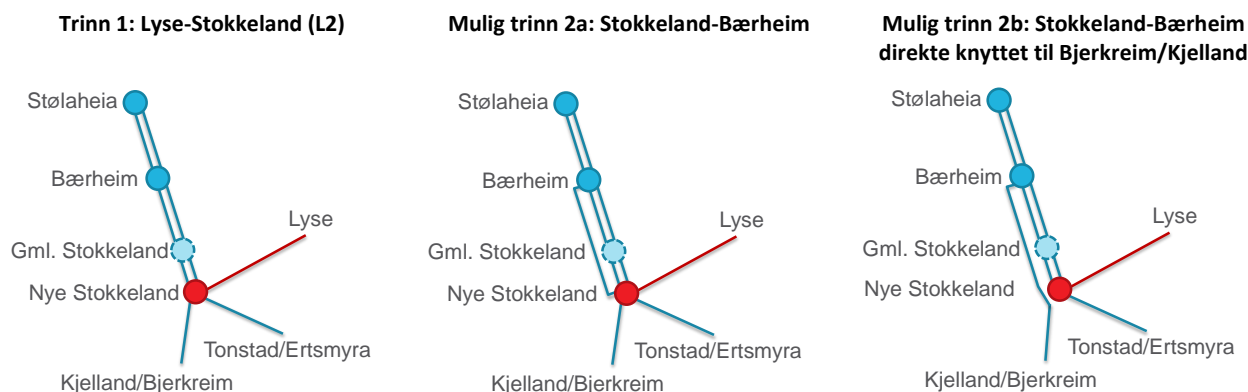 Trinn 1: Lyse-Stokkeland (L2)
Stølaheia
Bærheim
Lyse
Gml. Stokkeland
Nye Stokkeland
Tonstad/Ertsmyra
Kjelland/Bjerkreim
Mulig trinn 2a: Stokkeland-Bærheim
Stølaheia
Bærheim
Lyse
Gml. Stokkeland
Nye Stokkeland
Tonstad/Ertsmyra
Kjelland/Bjerkreim
Mulig trinn 2b: Stokkeland-Bærheim
direkte knyttet til Bjerkreim/Kjelland
Stølaheia
Bærheim
Lyse
Gml. Stokkeland
Nye Stokkeland
Tonstad/Ertsmyra
Kjelland/Bjerkreim